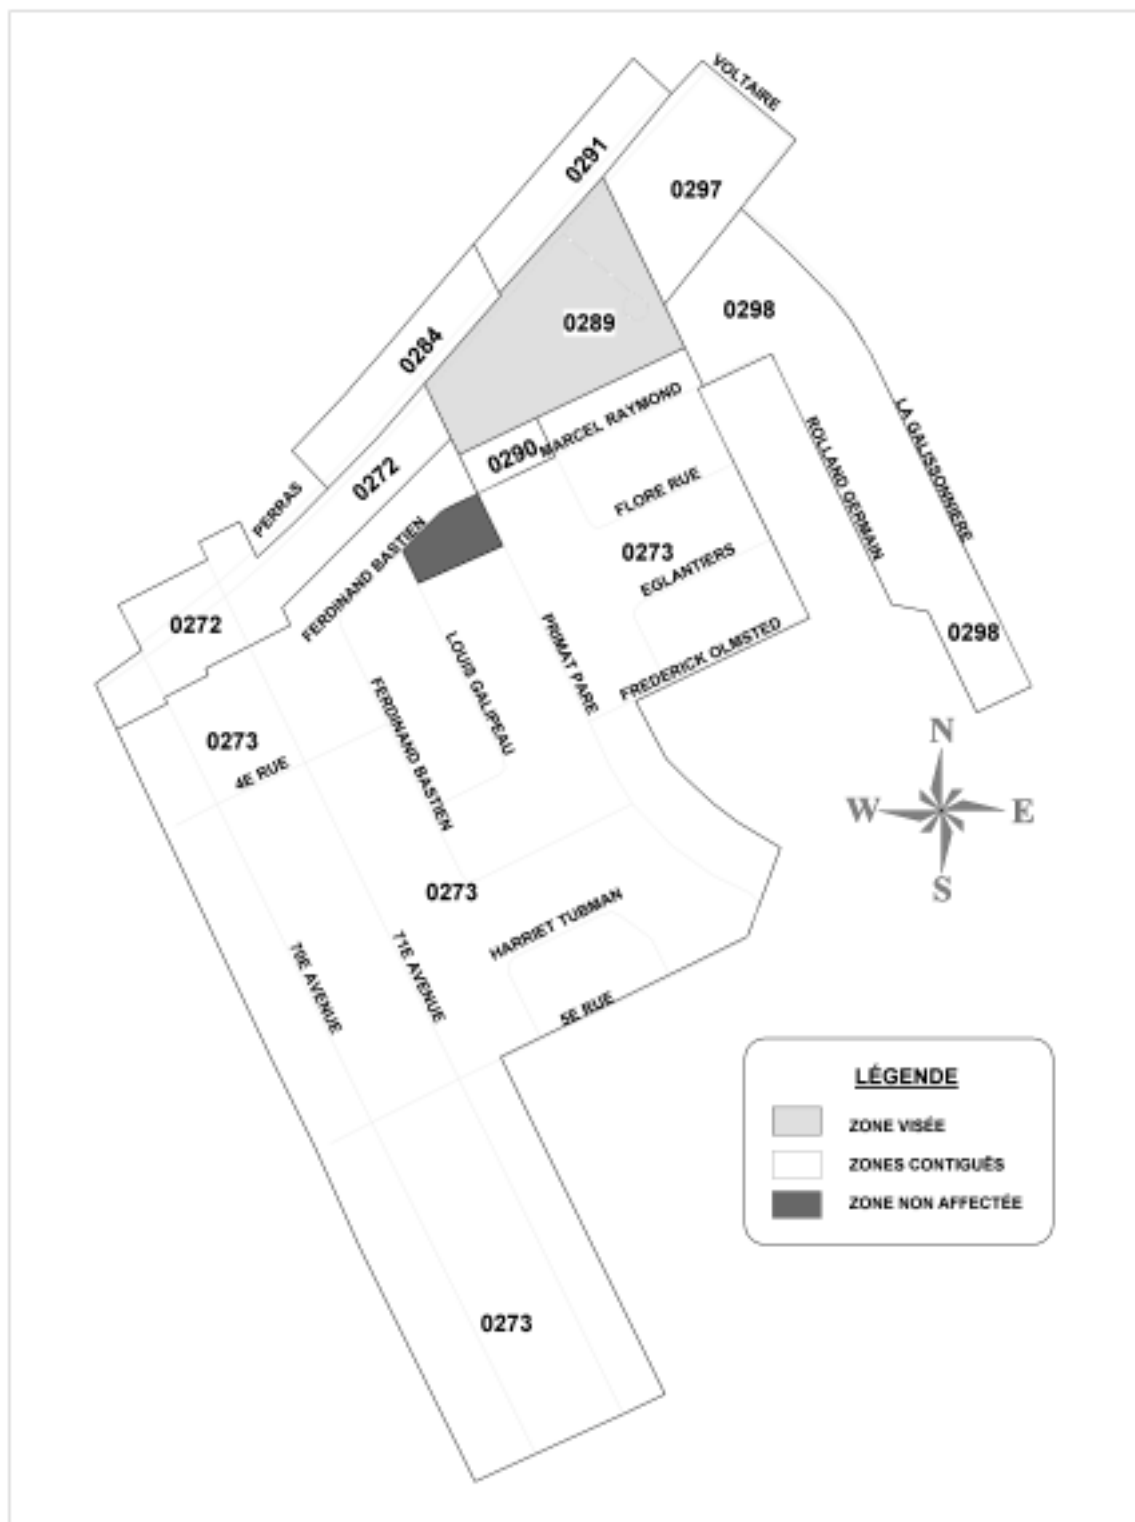 VOLTAIRE
0291
0297
0298
0289
0284
MARCEL RAYMOND
0290
0272
ROLLAND GERMAIN
LA GALISSONNIERE
PERRAS
FLORE RUE
FERDINAND BASTIEN
0273
EGLANTIERS
0272
0298
LOUIS GALIPEAU
PRIMAT PARE
FREDERICK OLMSTED
FERDINAND BASTIEN
0273
4E RUE
N
W
E
S
0273
HARRIET TUBMAN
70E AVENUE
71E AVENUE
5E RUE
LÉGENDE
ZONE VISÉE
ZONES CONTIGUËS
ZONE NON AFFECTÉE
0273